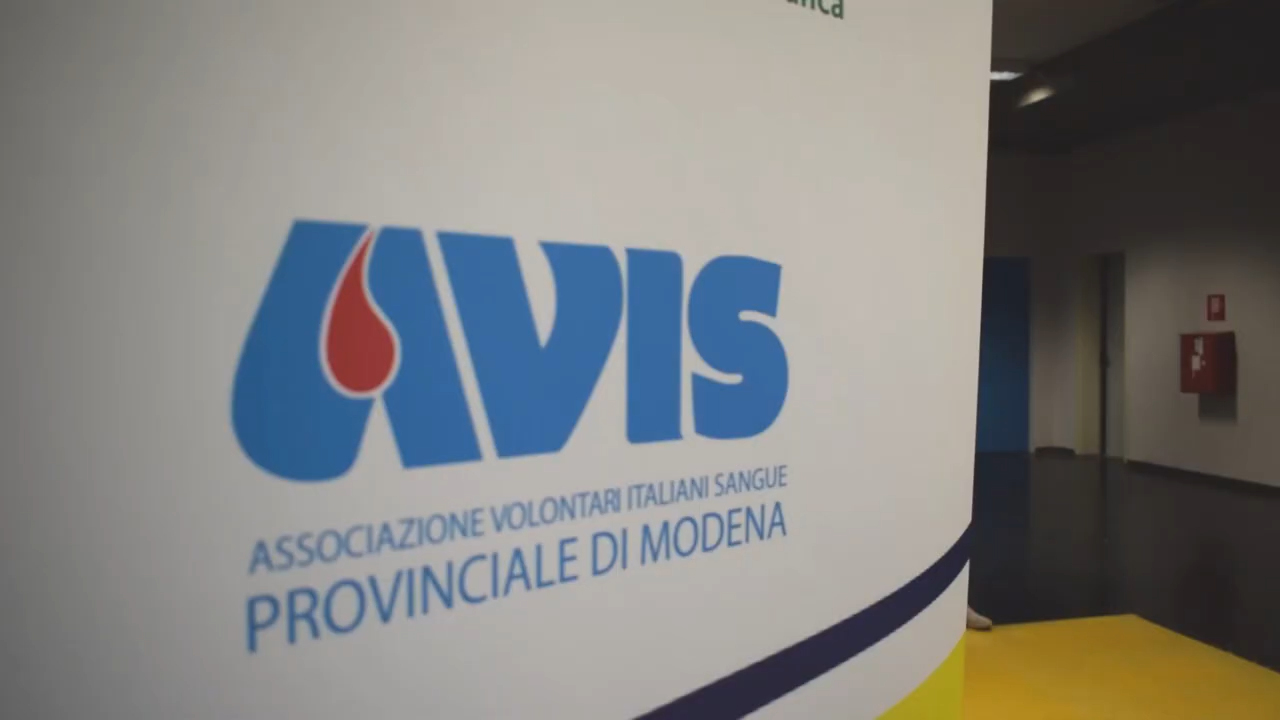 AVIS
ASSOCIAZIONE VOLONTARI ITALIANI SANGUE
PROVINCIALE DI MODENA